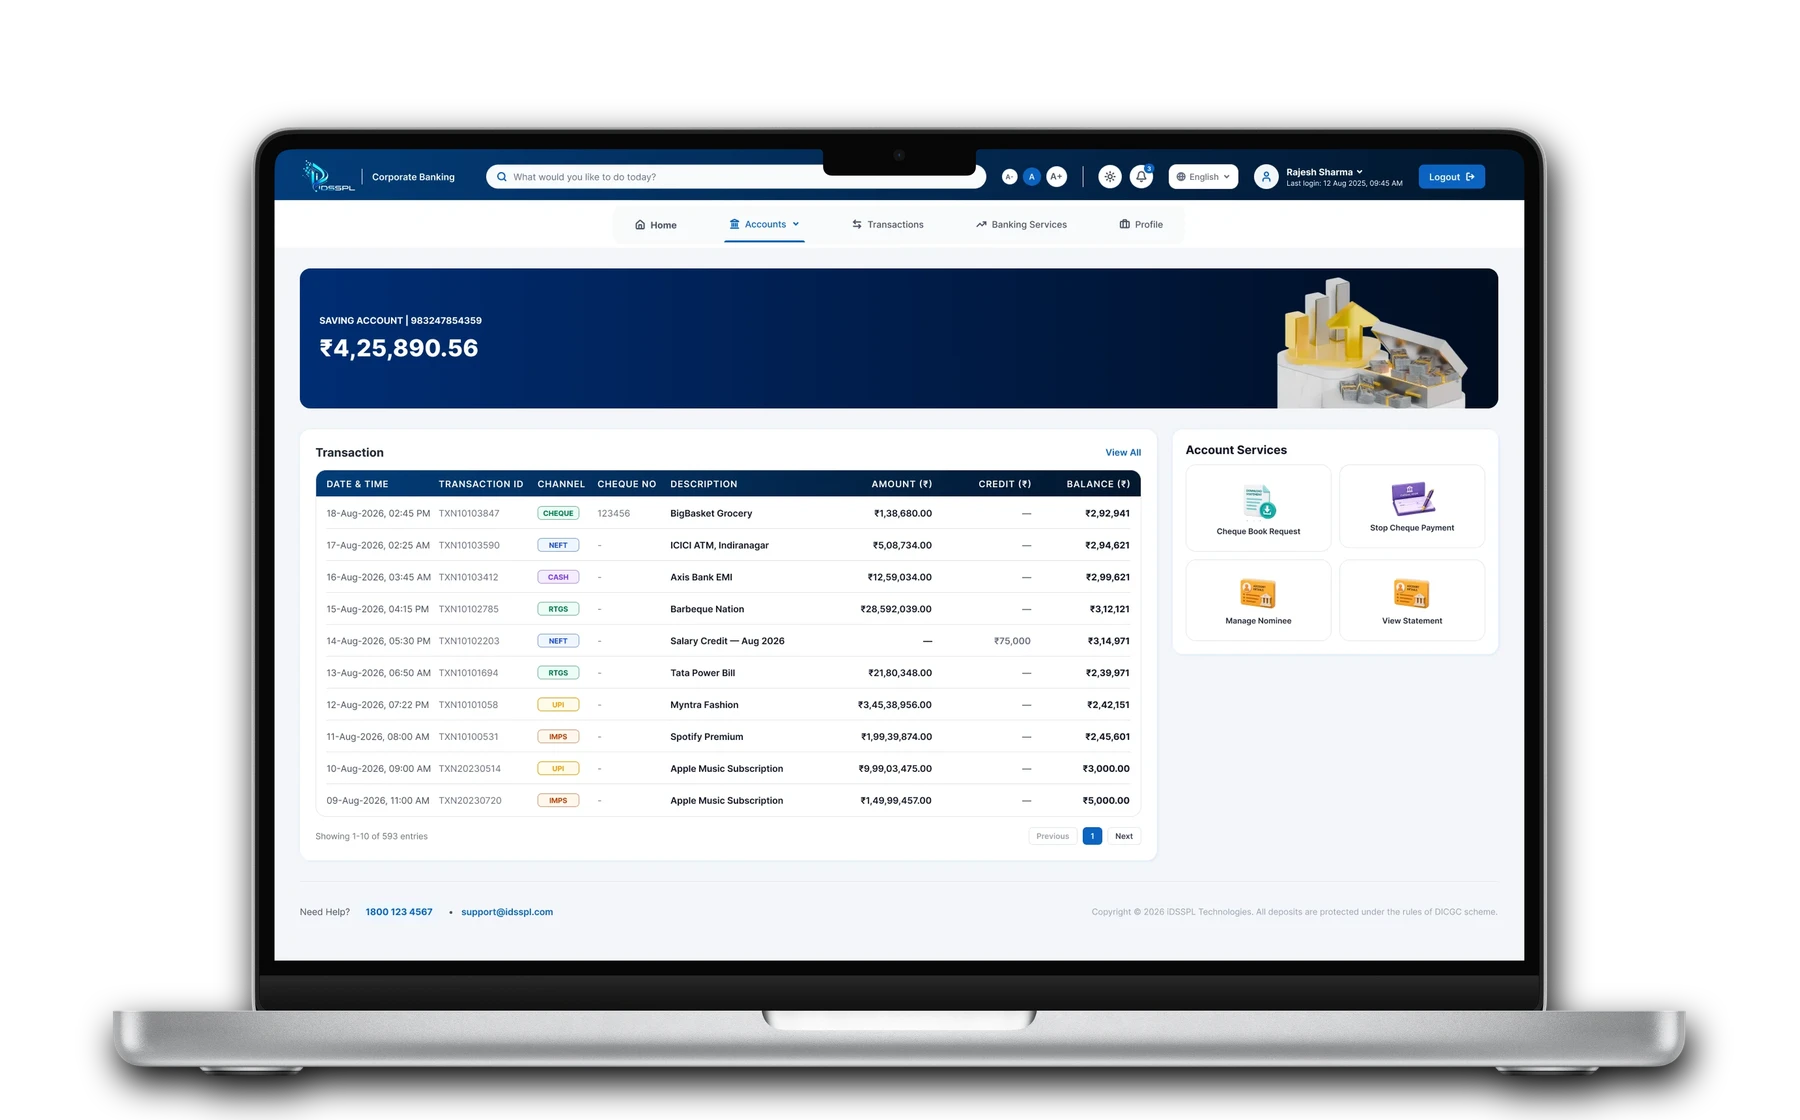 iDSSPL
Corporate Banking
What would you like to do today?
A-
A
A+
3
English
Rajesh Sharma
Last login: 12 Aug 2025, 09:45 AM
Logout
Home
Accounts
Transactions
Banking Services
Profile
SAVING ACCOUNT | 983247854359
₹4,25,890.56
Transaction
View All
DATE & TIME TRANSACTION ID CHANNEL CHEQUE NO DESCRIPTION AMOUNT (₹) CREDIT (₹) BALANCE (₹)
18-Aug-2026, 02:45 PM TXN10103847 CHEQUE 123456 BigBasket Grocery ₹1,38,680.00 — ₹2,92,941
17-Aug-2026, 02:25 AM TXN10103590 NEFT - ICICI ATM, Indiranagar ₹5,08,734.00 — ₹2,94,621
16-Aug-2026, 03:45 AM TXN10103412 CASH - Axis Bank EMI ₹12,59,034.00 — ₹2,99,621
15-Aug-2026, 04:15 PM TXN10102785 RTGS - Barbeque Nation ₹28,592,039.00 — ₹3,12,121
14-Aug-2026, 05:30 PM TXN10102203 NEFT - Salary Credit — Aug 2026 — ₹75,000 ₹3,14,971
13-Aug-2026, 06:50 AM TXN10101694 RTGS - Tata Power Bill ₹21,80,348.00 — ₹2,39,971
12-Aug-2026, 07:22 PM TXN10101058 UPI - Myntra Fashion ₹3,45,38,956.00 — ₹2,42,151
11-Aug-2026, 08:00 AM TXN10100531 IMPS - Spotify Premium ₹1,99,39,874.00 — ₹2,45,601
10-Aug-2026, 09:00 AM TXN20230514 UPI - Apple Music Subscription ₹9,99,03,475.00 — ₹3,000.00
09-Aug-2026, 11:00 AM TXN20230720 IMPS - Apple Music Subscription ₹1,49,99,457.00 — ₹5,000.00
Showing 1-10 of 593 entries
Previous
1
Next
Account Services
Cheque Book Request
Stop Cheque Payment
Manage Nominee
View Statement
Need Help? 1800 123 4567 • support@idsspl.com
Copyright © 2026 iDSSPL Technologies. All deposits are protected under the rules of DICGC scheme.